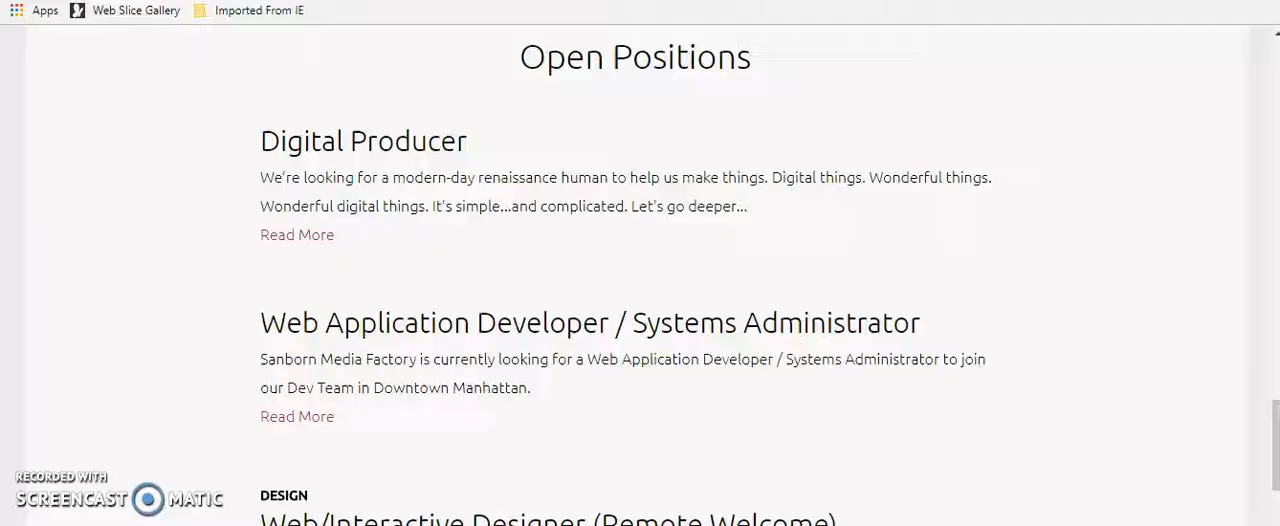 Apps Web Slice Gallery Imported From IE
Open Positions
Digital Producer
We're looking for a modern-day renaissance human to help us make things. Digital things. Wonderful things.
Wonderful digital things. It's simple...and complicated. Let's go deeper...
Read More
Web Application Developer / Systems Administrator
Sanborn Media Factory is currently looking for a Web Application Developer / Systems Administrator to join
our Dev Team in Downtown Manhattan.
Read More
RECORDED WITH
SCREENCAST MATIC
DESIGN
Web/Interactive Designer (Remote Welcome)